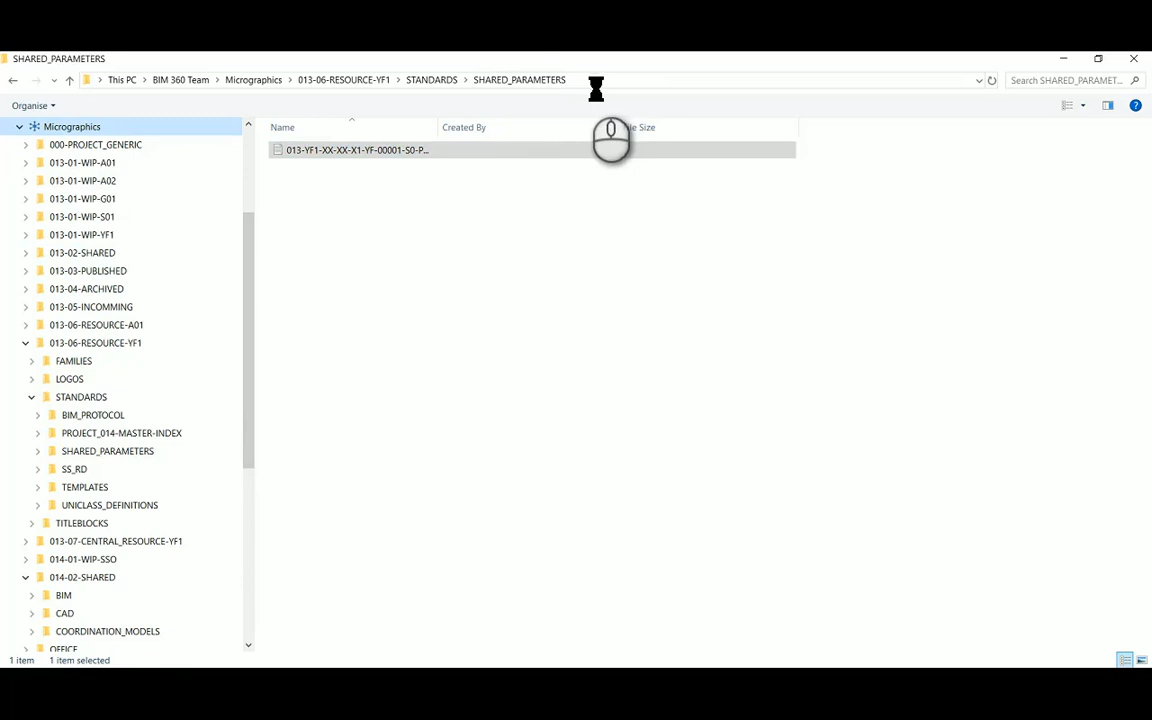 SHARED_PARAMETERS
This PC > BIM 360 Team > Micrographics > 013-06-RESOURCE-YF1 > STANDARDS > SHARED_PARAMETERS
Search SHARED_PARAMET...
Organise
Name Created By File Size
013-YF1-XX-XX-X1-YF-00001-S0-P...
Micrographics
000-PROJECT_GENERIC
013-01-WIP-A01
013-01-WIP-A02
013-01-WIP-G01
013-01-WIP-S01
013-01-WIP-YF1
013-02-SHARED
013-03-PUBLISHED
013-04-ARCHIVED
013-05-INCOMMING
013-06-RESOURCE-A01
013-06-RESOURCE-YF1
FAMILIES
LOGOS
STANDARDS
BIM_PROTOCOL
PROJECT_014-MASTER-INDEX
SHARED_PARAMETERS
SS_RD
TEMPLATES
UNICLASS_DEFINITIONS
TITLEBLOCKS
013-07-CENTRAL_RESOURCE-YF1
014-01-WIP-SSO
014-02-SHARED
BIM
CAD
COORDINATION_MODELS
OFFICE
1 item 1 item selected